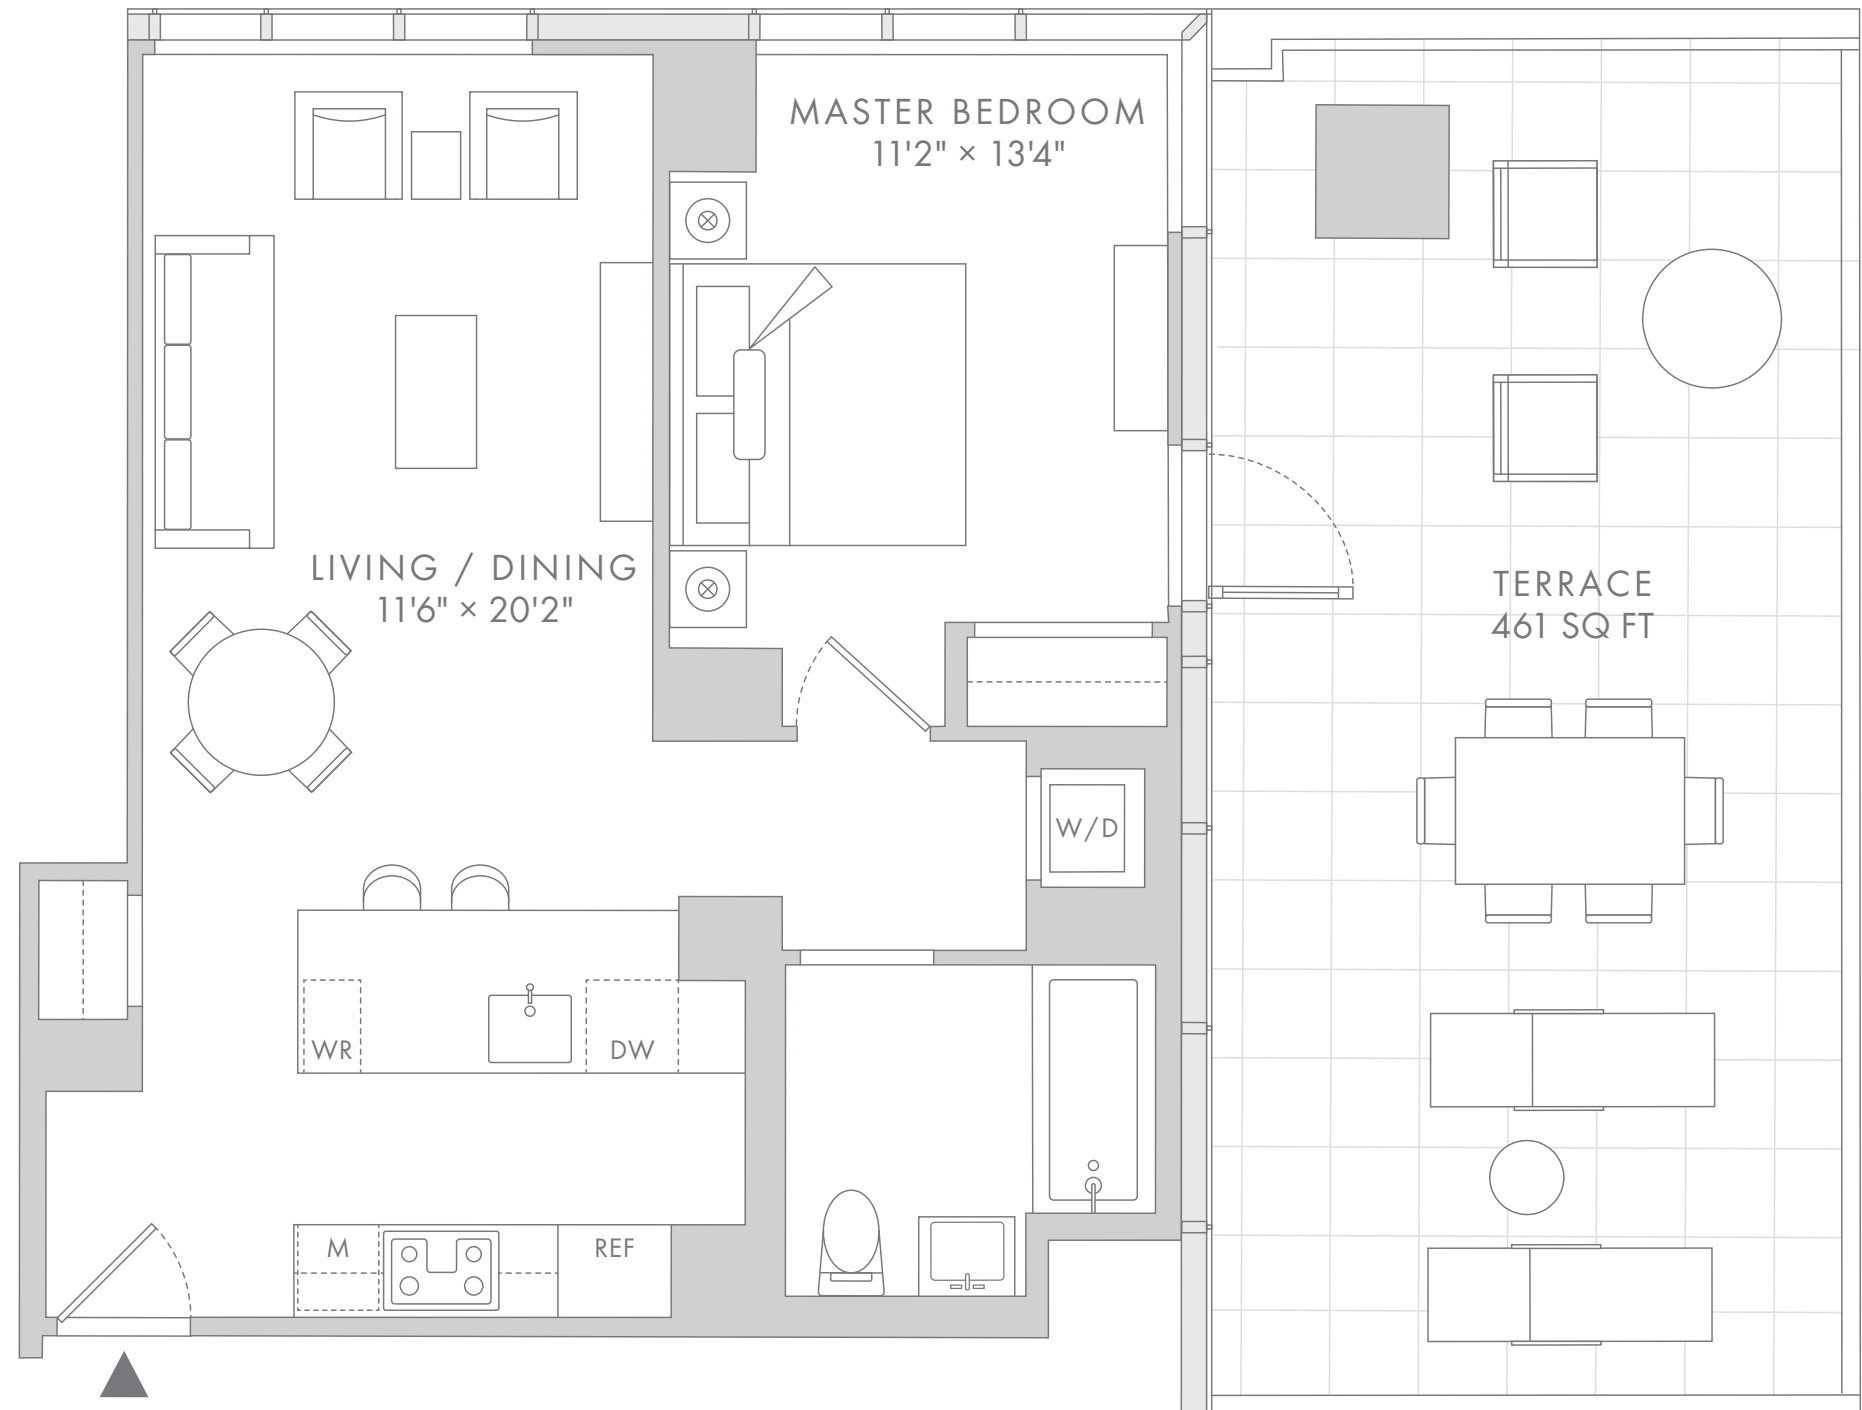 MASTER BEDROOM
11'2" × 13'4"
LIVING / DINING
11'6" × 20'2"
TERRACE
461 SQ FT
W/D
WR
DW
M
REF